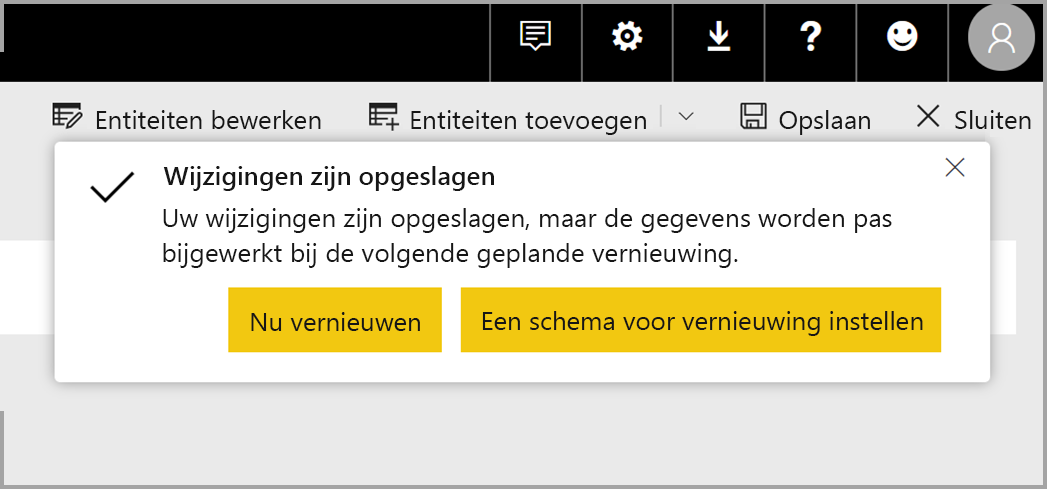 Entiteiten bewerken Entiteiten toevoegen Opslaan Sluiten
Wijzigingen zijn opgeslagen
Uw wijzigingen zijn opgeslagen, maar de gegevens worden pas
bijgewerkt bij de volgende geplande vernieuwing.
Nu vernieuwen Een schema voor vernieuwing instellen